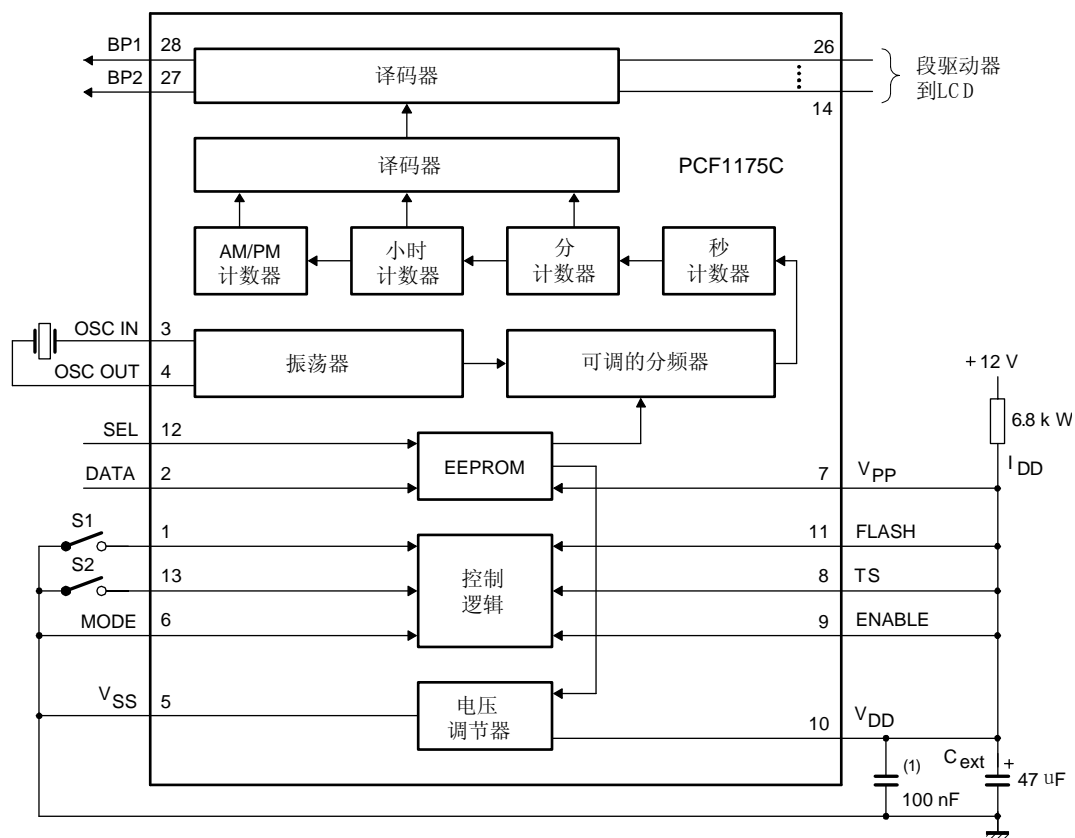 BP1 28
BP2 27
译码器
26
14
段驱动器
到LCD
译码器
PCF1175C
AM/PM
计数器
小时
计数器
分
计数器
秒
计数器
OSC IN 3
OSC OUT 4
振荡器
可调的分频器
+ 12 V
6.8 k W
I DD
SEL 12
DATA 2
EEPROM
7 VPP
S1
1
S2
13
MODE 6
控制
逻辑
11 FLASH
8 TS
9 ENABLE
VSS 5
电压
调节器
10 VDD
(1)
100 nF
Cext +
47 uF